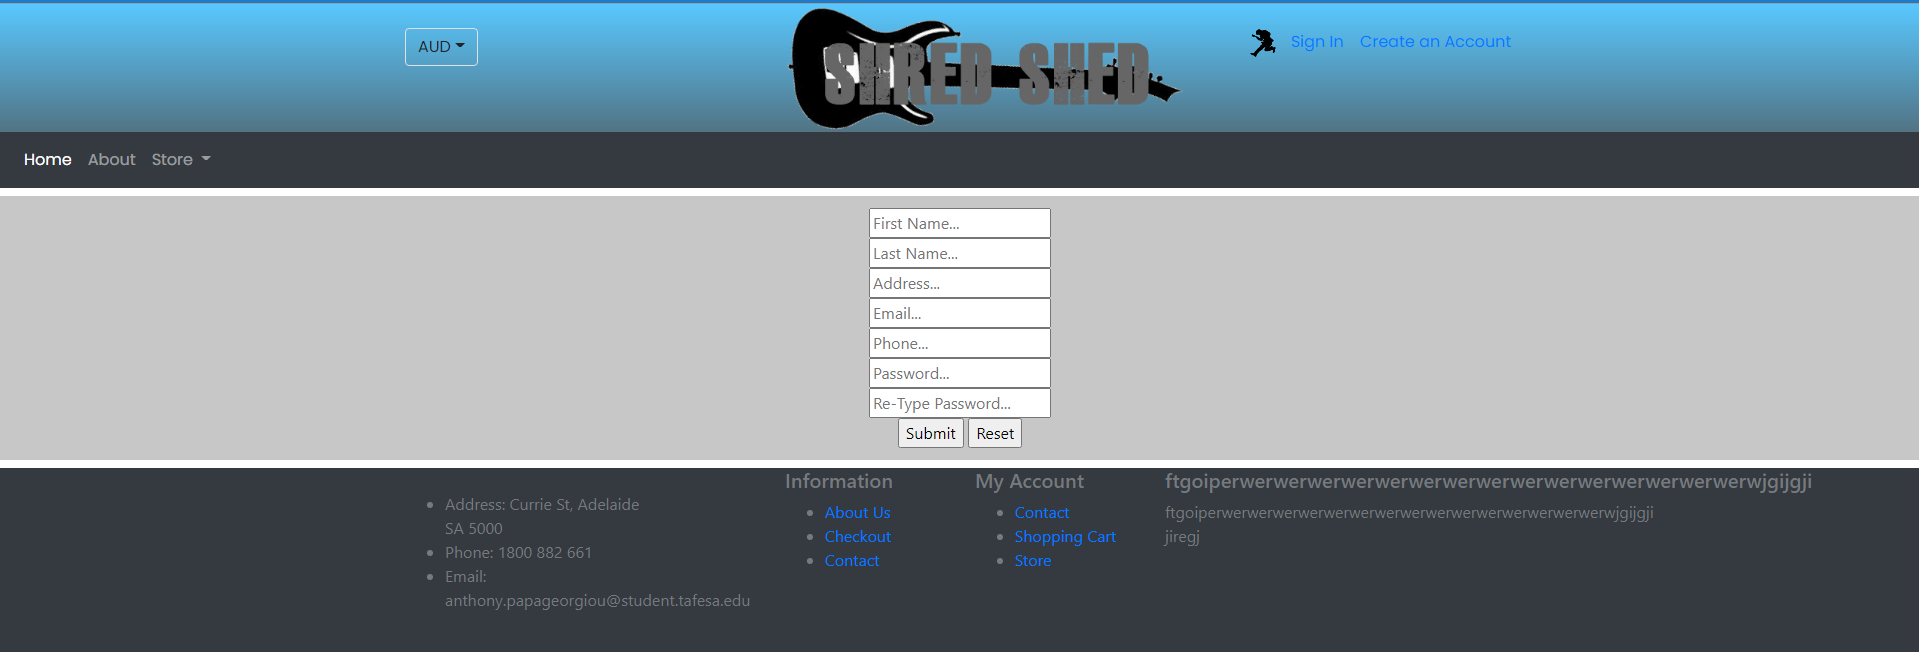 AUD
SHRED SHED
Sign In
Create an Account
Home
About
Store
First Name...
Last Name...
Address...
Email...
Phone...
Password...
Re-Type Password...
Submit
Reset
Address: Currie St, Adelaide
SA 5000
Phone: 1800 882 661
Email:
anthony.papageorgiou@student.tafesa.edu
Information
About Us
Checkout
Contact
My Account
Contact
Shopping Cart
Store
ftgoiperwerwerwerwerwerwerwerwerwerwerwerwerwerwerwerwjgijgji
ftgoiperwerwerwerwerwerwerwerwerwerwerwerwerwerwerwerwjgijgji
jiregj